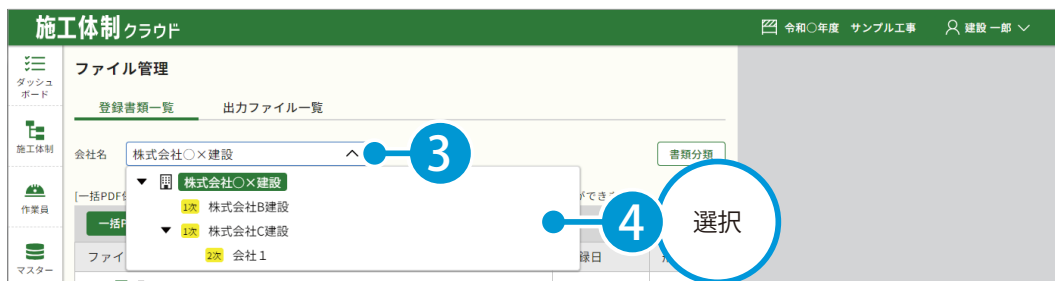 施工体制クラウド
令和○年度 サンプル工事 建設 一郎
ダッシュ
ボード
ファイル管理
登録書類一覧 出力ファイル一覧
施工体制
会社名 株式会社○×建設 3 書類分類
▼ 株式会社○×建設
1次 株式会社B建設
▼ 1次 株式会社C建設
2次 会社1
4 選択
作業員
[一括PDF
ができ
一括
ファイ
録日
マスター